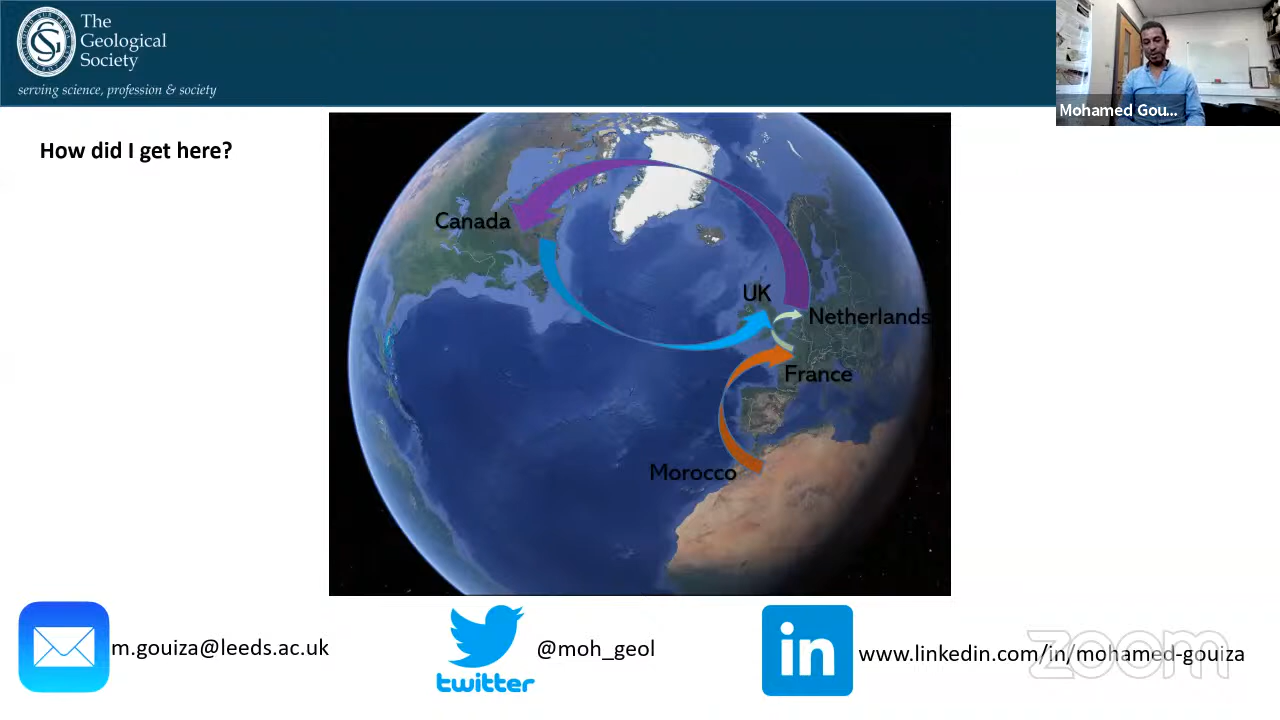 The
Geological
Society
serving science, profession & society
Mohamed Gou...
How did I get here?
Canada
UK
Netherlands
France
Morocco
m.gouiza@leeds.ac.uk
twitter
@moh_geol
in
www.linkedin.com/in/mohamed-gouiza
zoom